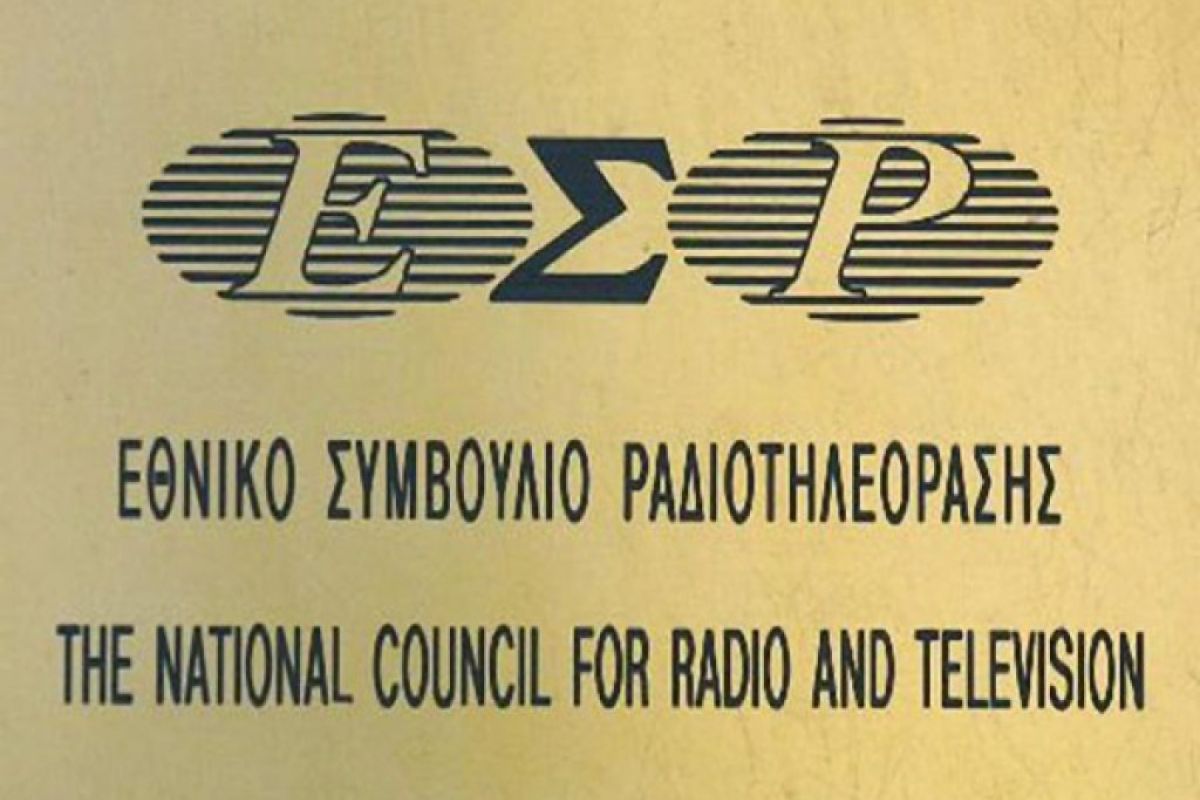 ΕΣΡ
ΕΘΝΙΚΟ ΣΥΜΒΟΥΛΙΟ ΡΑΔΙΟΤΗΛΕΟΡΑΣΗΣ
THE NATIONAL COUNCIL FOR RADIO AND TELEVISION